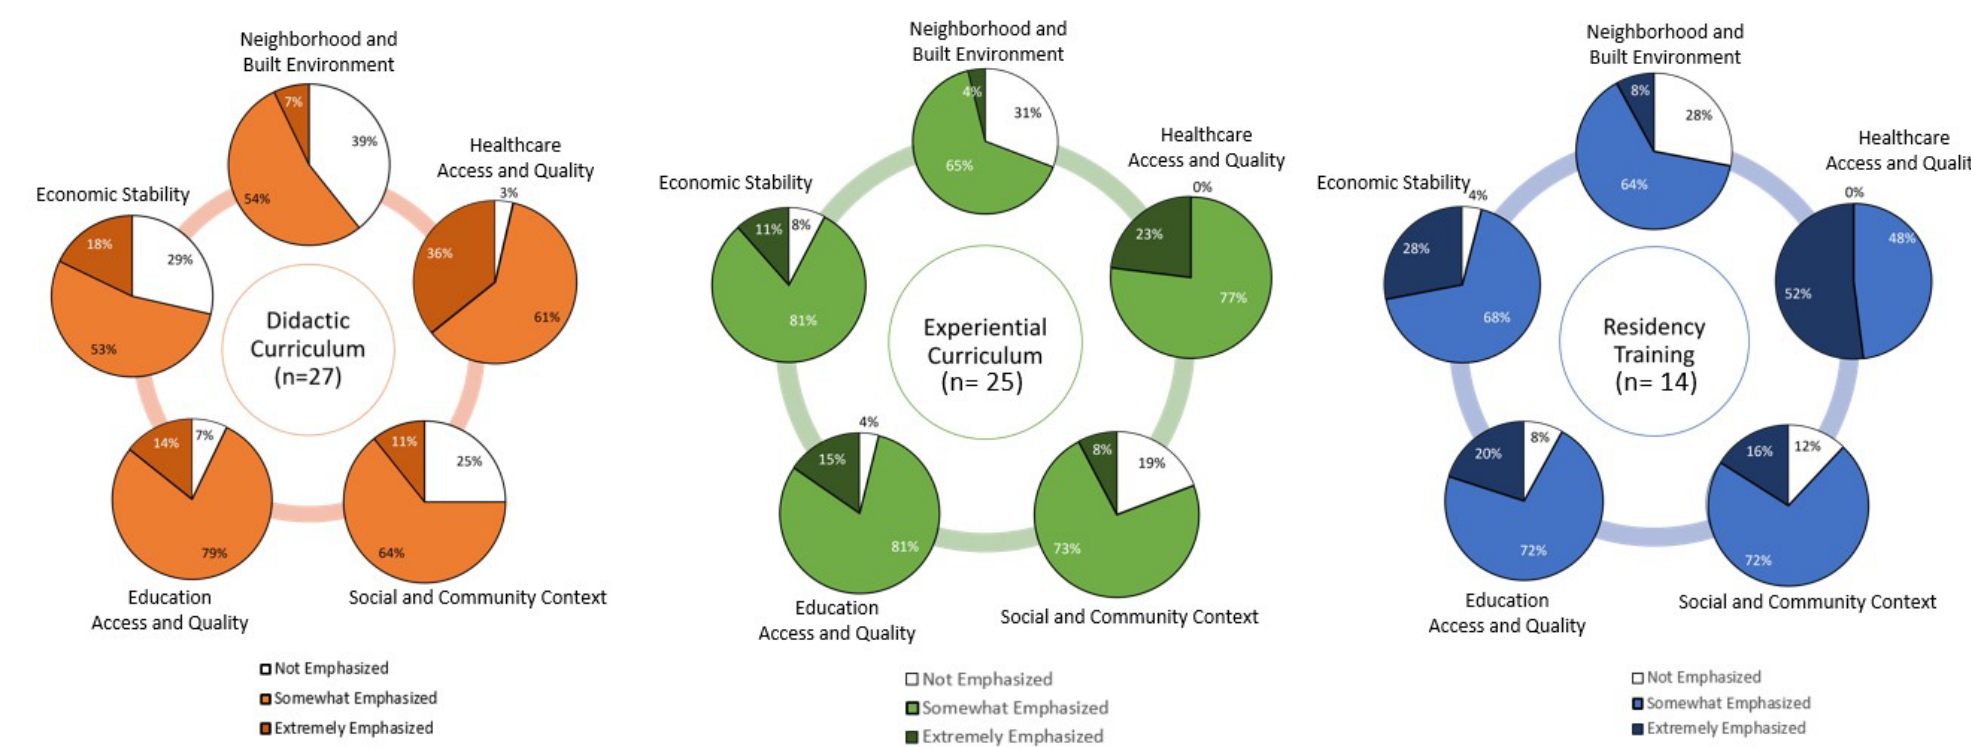 Neighborhood and
Built Environment
7%
39%
54%
Healthcare
Access and Quality
3%
36%
61%
Economic Stability
18%
29%
53%
Didactic
Curriculum
(n=27)
14%
7%
79%
Education
Access and Quality
11%
25%
64%
Social and Community Context
Not Emphasized
Somewhat Emphasized
Extremely Emphasized
Neighborhood and
Built Environment
4%
31%
65%
Healthcare
Access and Quality
0%
23%
77%
Economic Stability
11%
8%
81%
Experiential
Curriculum
(n= 25)
4%
15%
81%
Education
Access and Quality
8%
19%
73%
Social and Community Context
Not Emphasized
Somewhat Emphasized
Extremely Emphasized
Neighborhood and
Built Environment
8%
28%
64%
Healthcare
Access and Qualit
0%
48%
52%
Economic Stability
4%
28%
68%
Residency
Training
(n= 14)
20%
8%
72%
Education
Access and Quality
16%
12%
72%
Social and Community Context
Not Emphasized
Somewhat Emphasized
Extremely Emphasized